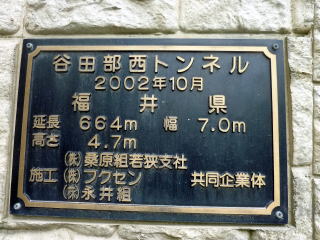 谷田部西トンネル
2002年10月
福井県
延長 664m 幅 7.0m
高さ 4.7m
㈱桑原組若狭支社
施工 ㈱フクセン 共同企業体
㈱永井組